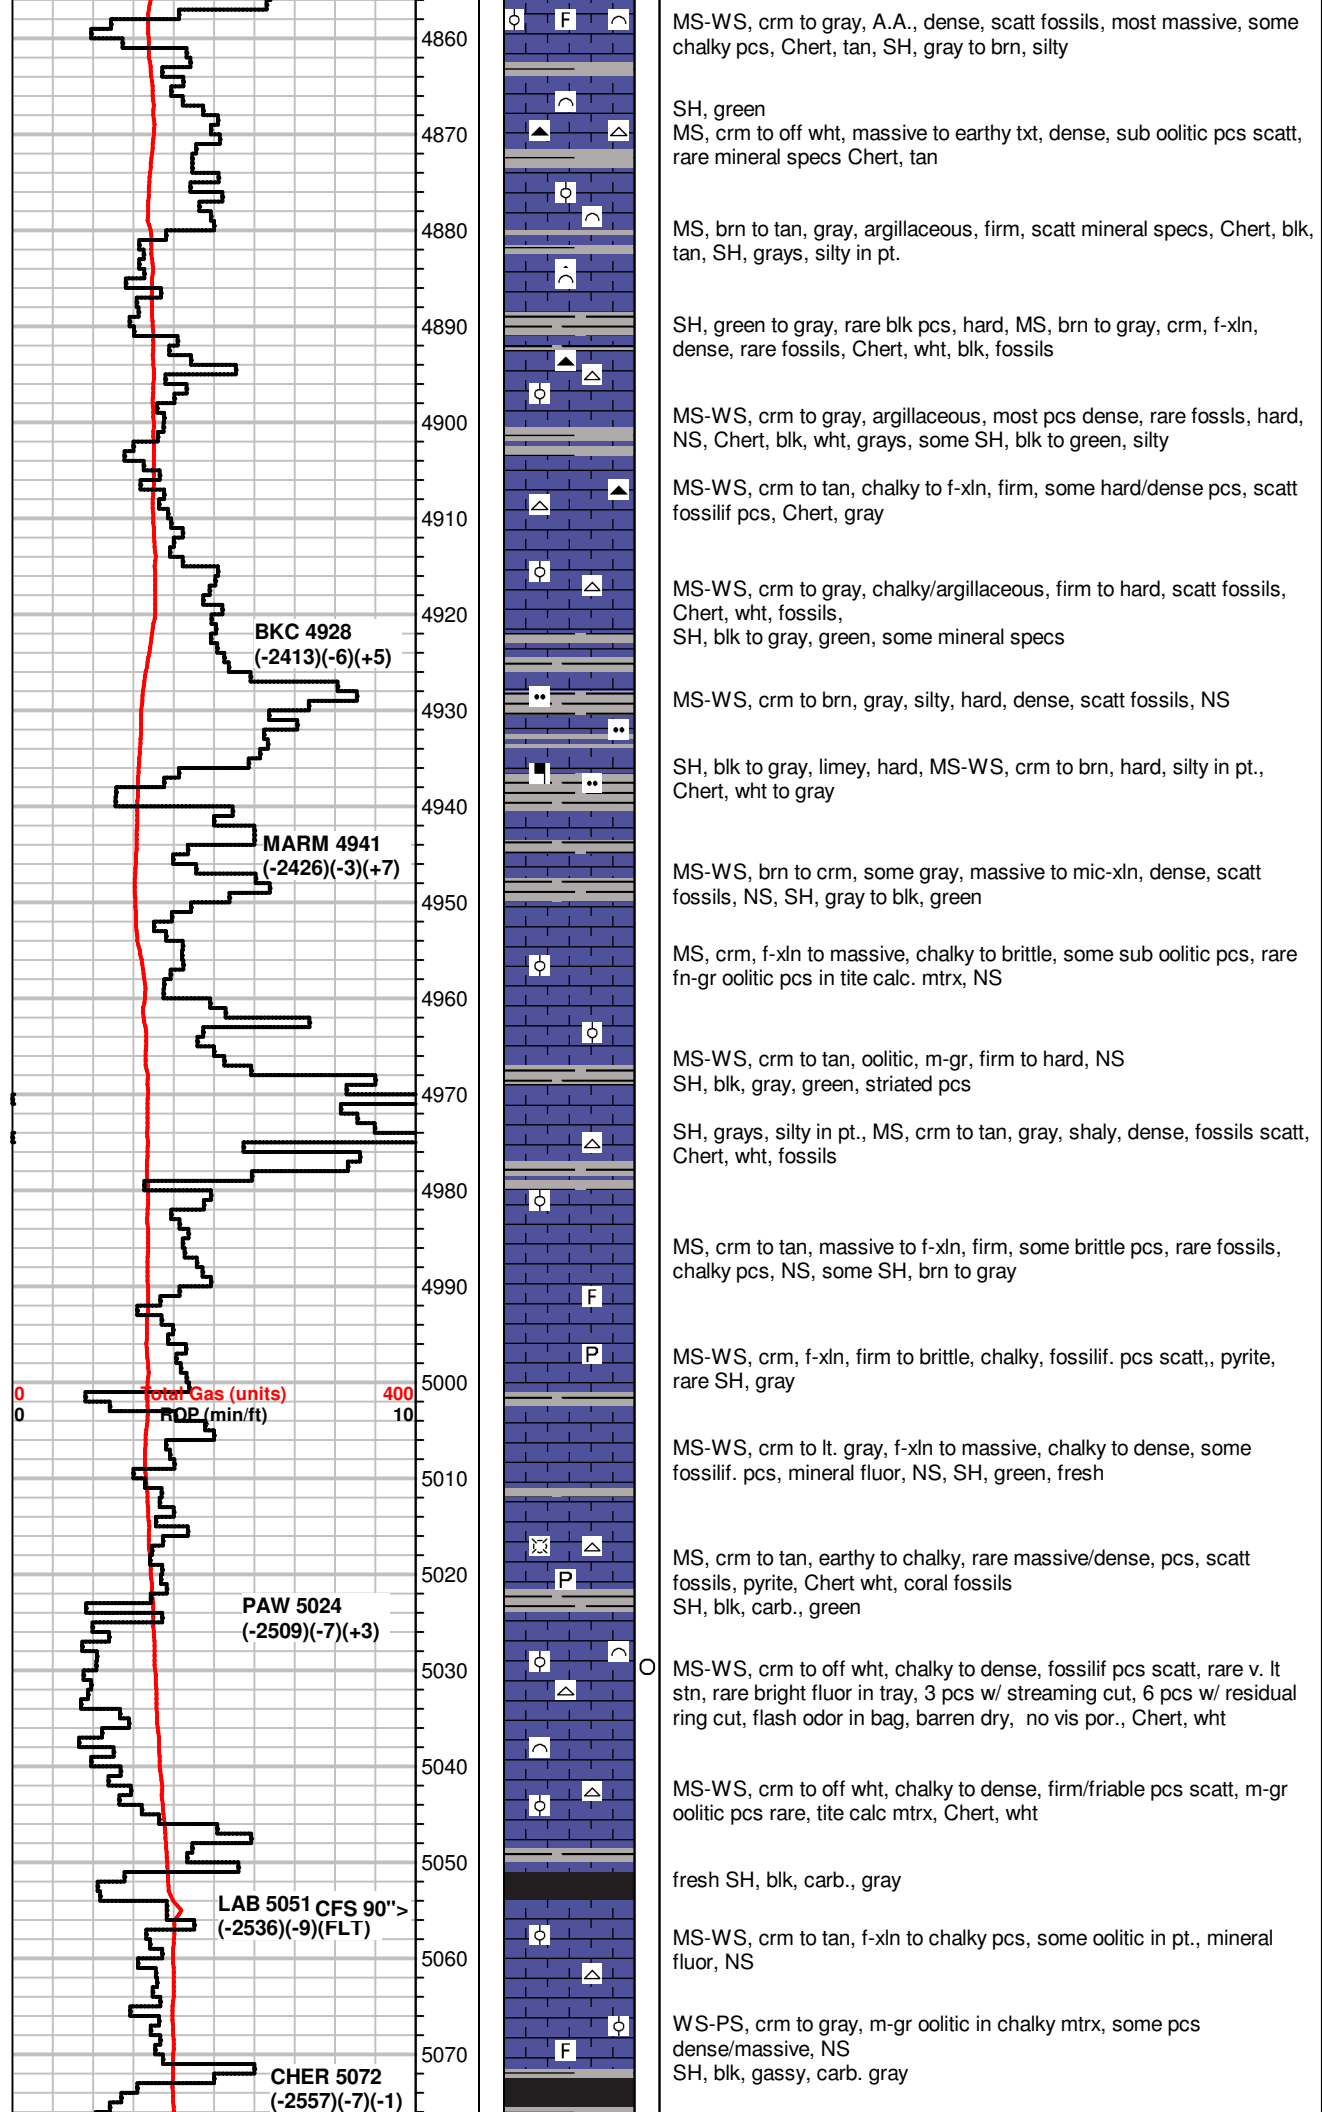 MS-WS, crm to gray, A.A., dense, scatt fossils, most massive, some
chalky pcs, Chert, tan, SH, gray to brn, silty
F
4860
SH, green
MS, crm to off wht, massive to earthy txt, dense, sub oolitic pcs scatt,
rare mineral specs Chert, tan
4870
MS, brn to tan, gray, argillaceous, firm, scatt mineral specs, Chert, blk,
tan, SH, grays, silty in pt.
4880
SH, green to gray, rare blk pcs, hard, MS, brn to gray, crm, f-xln,
dense, rare fossils, Chert, wht, blk, fossils
4890
MS-WS, crm to gray, argillaceous, most pcs dense, rare fossls, hard,
NS, Chert, blk, wht, grays, some SH, blk to green, silty
4900
MS-WS, crm to tan, chalky to f-xln, firm, some hard/dense pcs, scatt
fossilif pcs, Chert, gray
4910
MS-WS, crm to gray, chalky/argillaceous, firm to hard, scatt fossils,
Chert, wht, fossils,
SH, blk to gray, green, some mineral specs
4920
BKC 4928
(-2413)(-6)(+5)
MS-WS, crm to brn, gray, silty, hard, dense, scatt fossils, NS
4930
SH, blk to gray, limey, hard, MS-WS, crm to brn, hard, silty in pt.,
Chert, wht to gray
4940
MARM 4941
(-2426)(-3)(+7)
MS-WS, brn to crm, some gray, massive to mic-xln, dense, scatt
fossils, NS, SH, gray to blk, green
4950
MS, crm, f-xln to massive, chalky to brittle, some sub oolitic pcs, rare
fn-gr oolitic pcs in tite calc. mtrx, NS
4960
MS-WS, crm to tan, oolitic, m-gr, firm to hard, NS
SH, blk, gray, green, striated pcs
4970
SH, grays, silty in pt., MS, crm to tan, gray, shaly, dense, fossils scatt,
Chert, wht, fossils
4980
MS, crm to tan, massive to f-xln, firm, some brittle pcs, rare fossils,
chalky pcs, NS, some SH, brn to gray
4990
F
MS-WS, crm, f-xln, firm to brittle, chalky, fossilif. pcs scatt,, pyrite,
rare SH, gray
P
5000
0 Total Gas (units) 400
0 ROP (min/ft) 10
MS-WS, crm to lt. gray, f-xln to massive, chalky to dense, some
fossilif. pcs, mineral fluor, NS, SH, green, fresh
5010
MS, crm to tan, earthy to chalky, rare massive/dense, pcs, scatt
fossils, pyrite, Chert wht, coral fossils
SH, blk, carb., green
5020
P
PAW 5024
(-2509)(-7)(+3)
MS-WS, crm to off wht, chalky to dense, fossilif pcs scatt, rare v. lt
stn, rare bright fluor in tray, 3 pcs w/ streaming cut, 6 pcs w/ residual
ring cut, flash odor in bag, barren dry, no vis por., Chert, wht
5030
5040
MS-WS, crm to off wht, chalky to dense, firm/friable pcs scatt, m-gr
oolitic pcs rare, tite calc mtrx, Chert, wht
5050
fresh SH, blk, carb., gray
LAB 5051 CFS 90">
(-2536)(-9)(FLT)
MS-WS, crm to tan, f-xln to chalky pcs, some oolitic in pt., mineral
fluor, NS
5060
WS-PS, crm to gray, m-gr oolitic in chalky mtrx, some pcs
dense/massive, NS
SH, blk, gassy, carb. gray
F
5070
CHER 5072
(-2557)(-7)(-1)